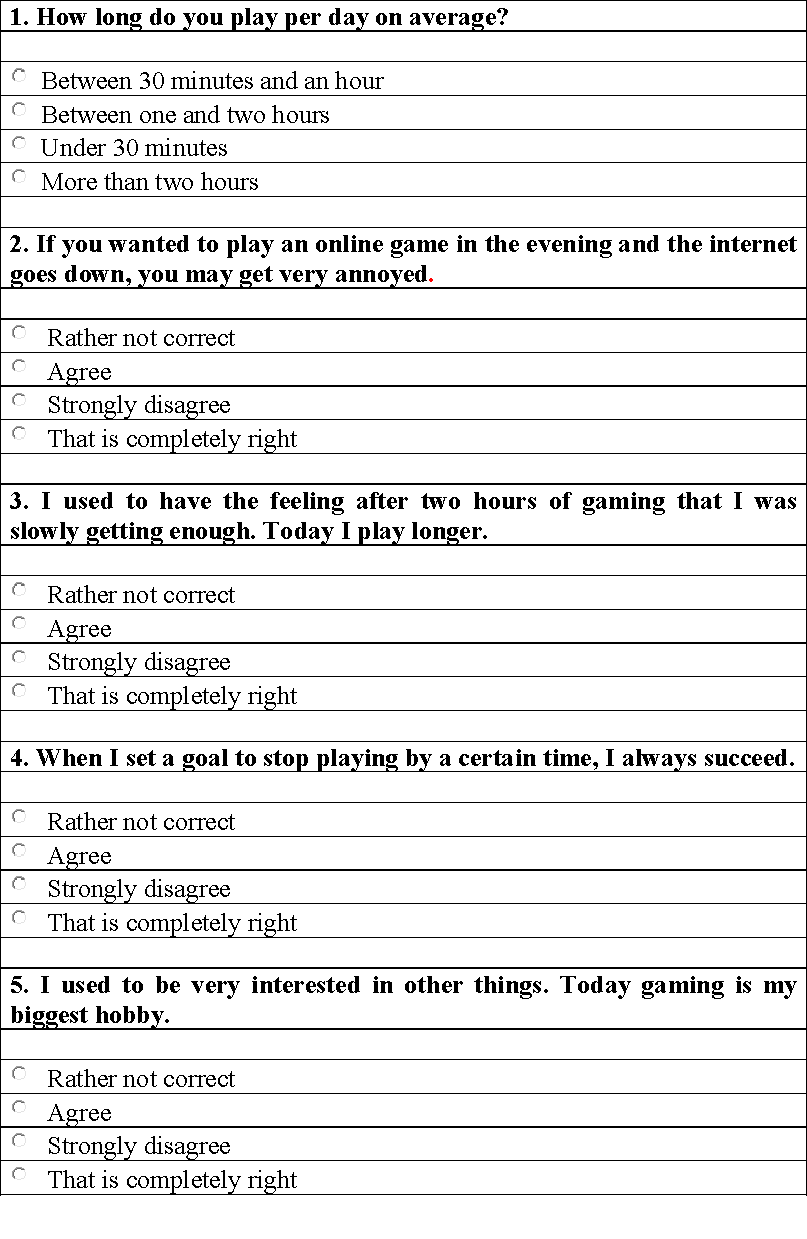 1. How long do you play per day on average?
Between 30 minutes and an hour
Between one and two hours
Under 30 minutes
More than two hours
2. If you wanted to play an online game in the evening and the internet
goes down, you may get very annoyed.
Rather not correct
Agree
Strongly disagree
That is completely right
3. I used to have the feeling after two hours of gaming that I was
slowly getting enough. Today I play longer.
Rather not correct
Agree
Strongly disagree
That is completely right
4. When I set a goal to stop playing by a certain time, I always succeed.
Rather not correct
Agree
Strongly disagree
That is completely right
5. I used to be very interested in other things. Today gaming is my
biggest hobby.
Rather not correct
Agree
Strongly disagree
That is completely right